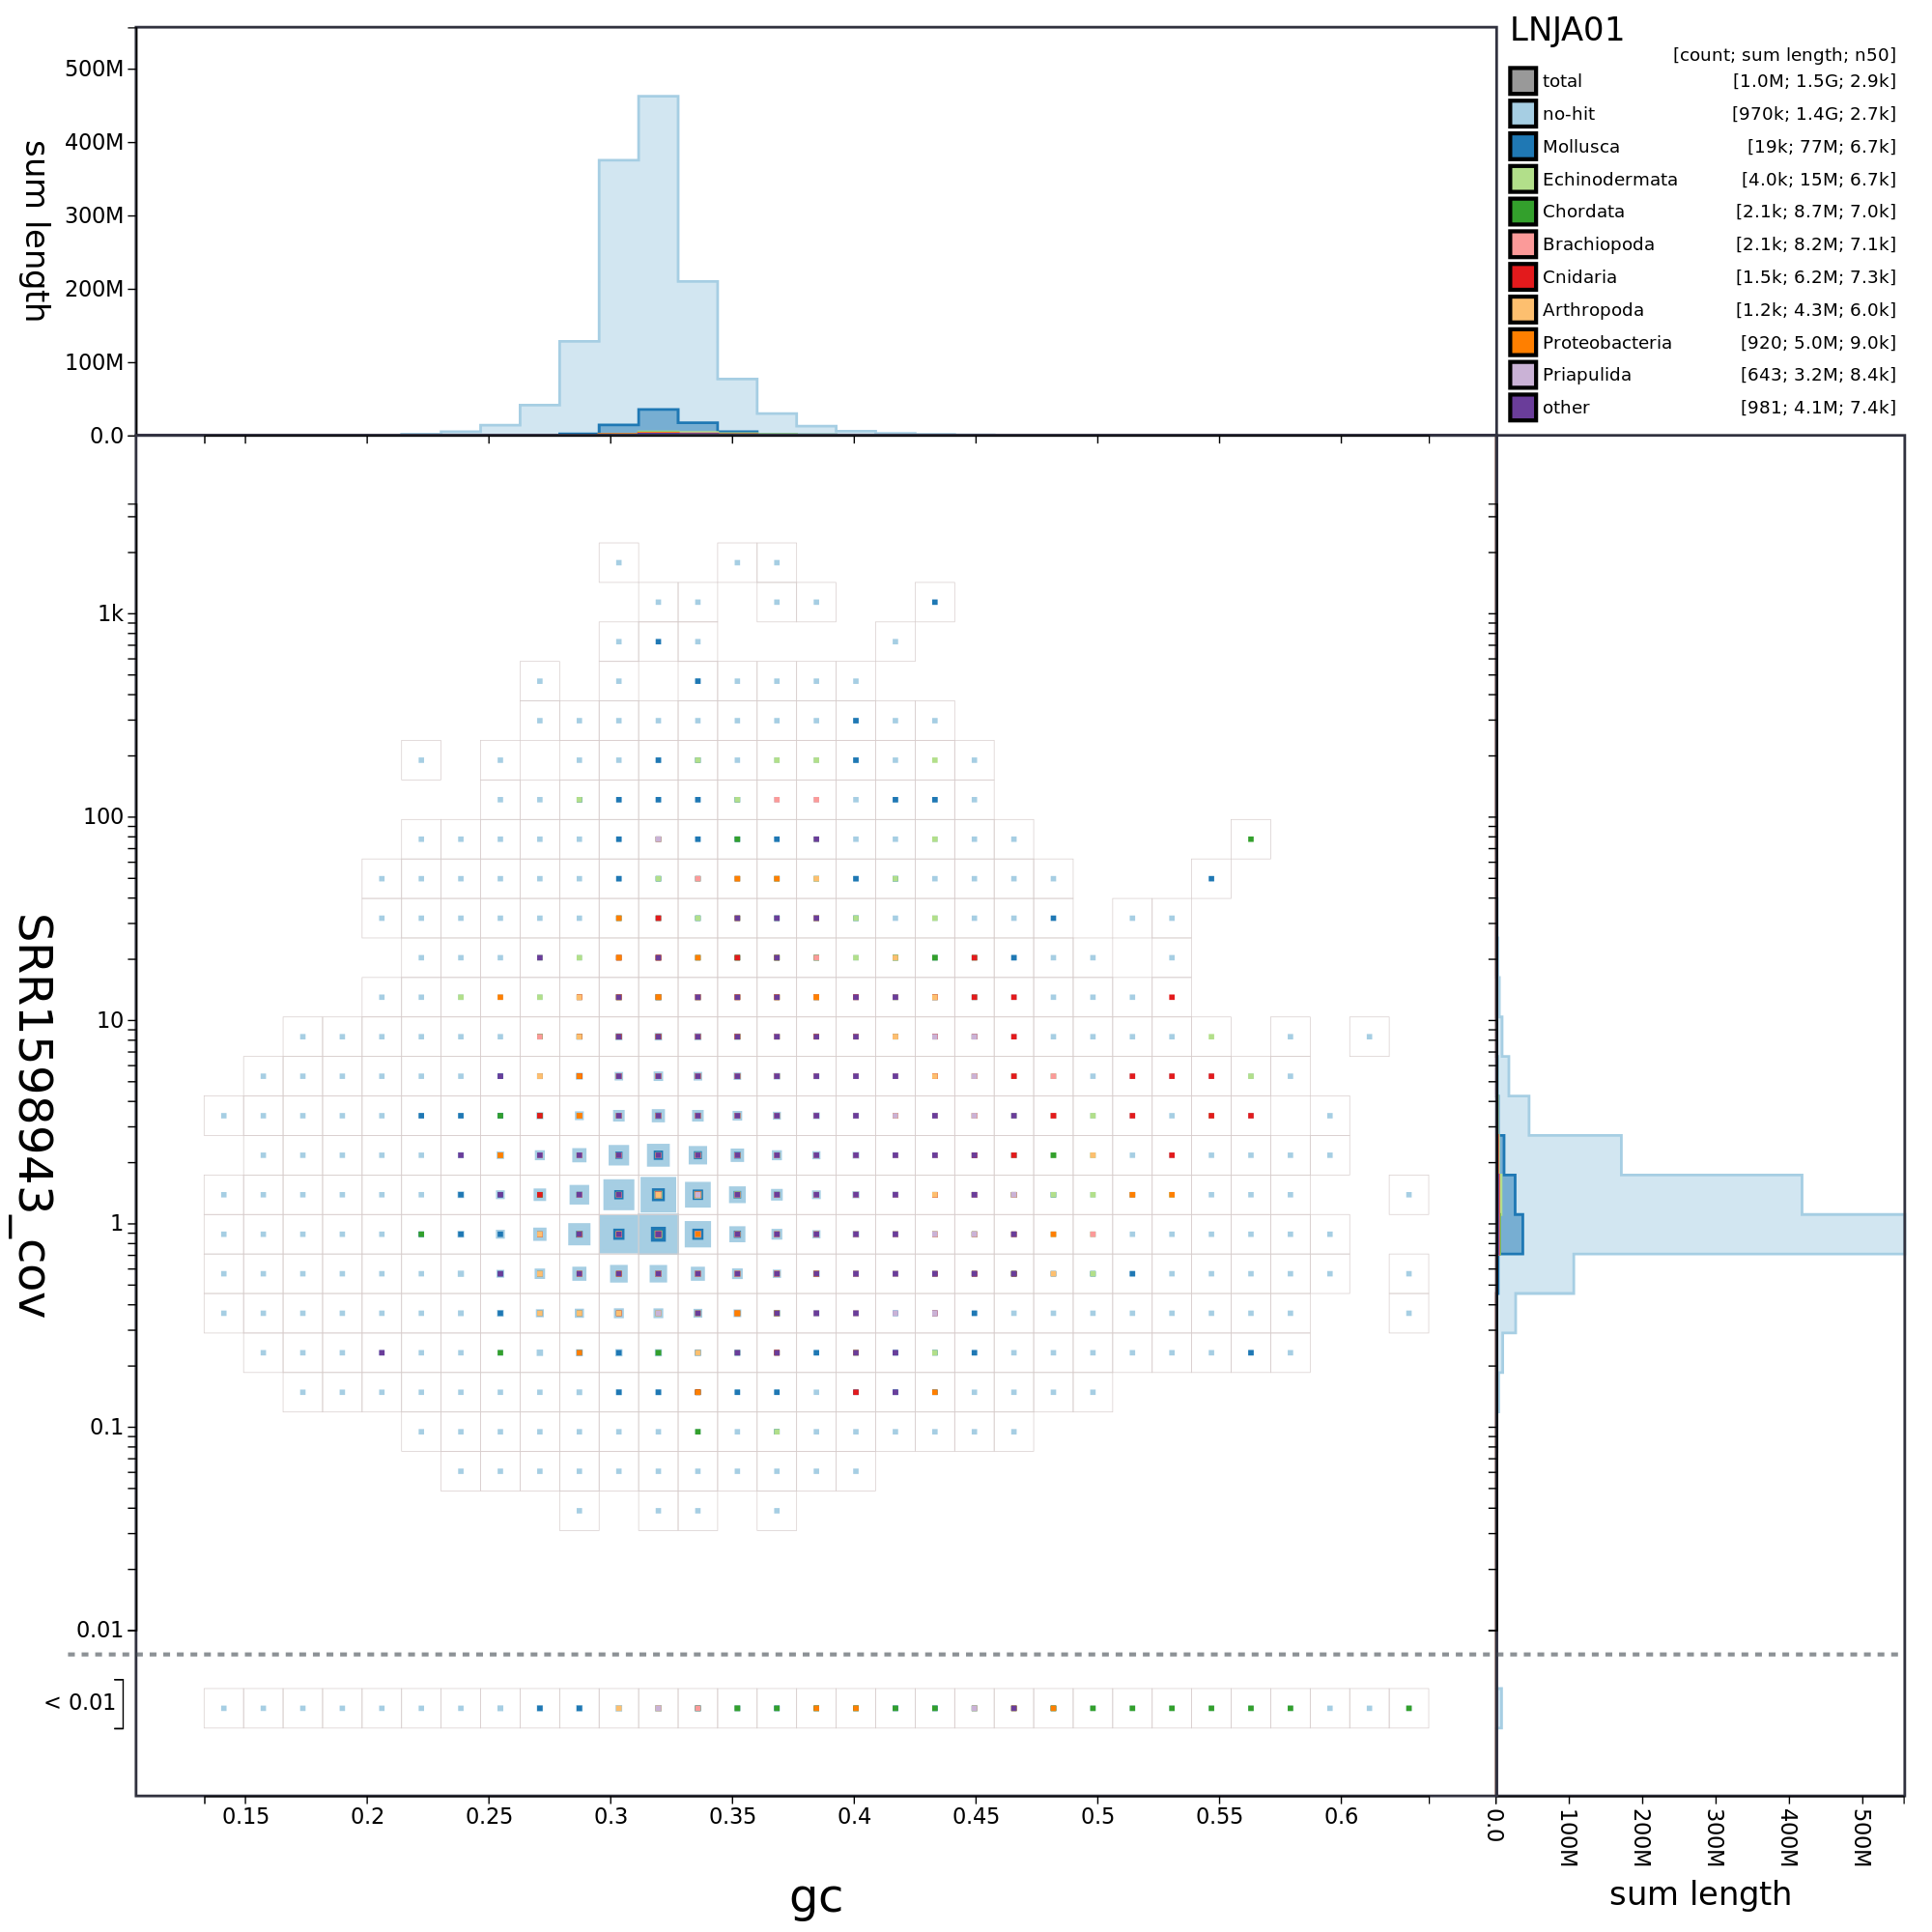 LNJA01
[count; sum length; n50]
total [1.0M; 1.5G; 2.9k]
no-hit [970k; 1.4G; 2.7k]
Mollusca [19k; 77M; 6.7k]
Echinodermata [4.0k; 15M; 6.7k]
Chordata [2.1k; 8.7M; 7.0k]
Brachiopoda [2.1k; 8.2M; 7.1k]
Cnidaria [1.5k; 6.2M; 7.3k]
Arthropoda [1.2k; 4.3M; 6.0k]
Proteobacteria [920; 5.0M; 9.0k]
Priapulida [643; 3.2M; 8.4k]
other [981; 4.1M; 7.4k]
sum length
500M
400M
300M
200M
100M
0.0
SRR1598943_cov
1k
100
10
1
0.1
0.01
< 0.01
0.15 0.2 0.25 0.3 0.35 0.4 0.45 0.5 0.55 0.6
gc
0.0 100M 200M 300M 400M 500M
sum length